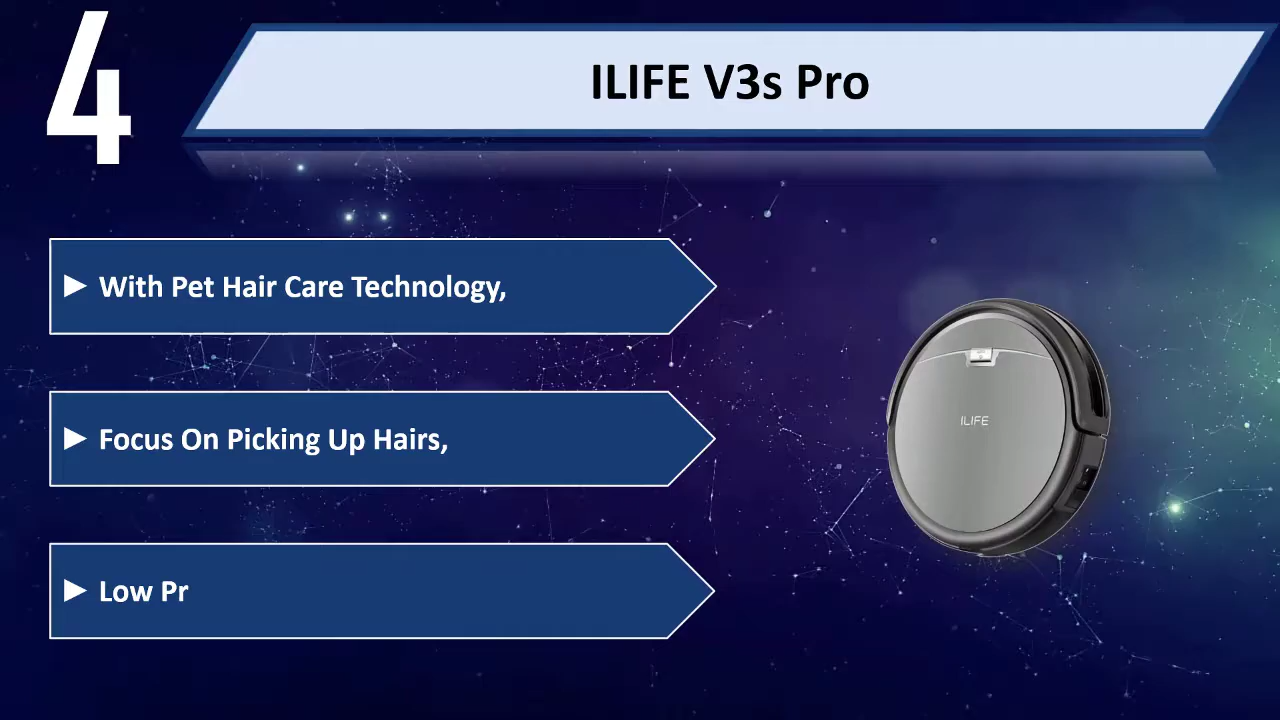 4
ILIFE V3s Pro
With Pet Hair Care Technology,
Focus On Picking Up Hairs,
Low Pr
ILIFE